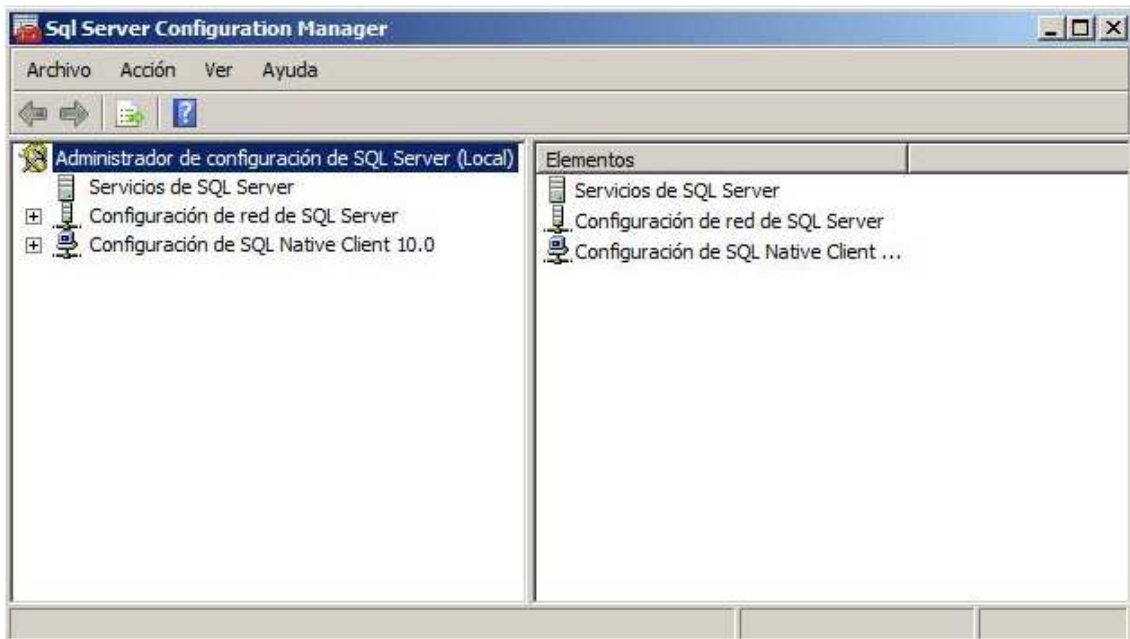 Sql Server Configuration Manager
Archivo Acción Ver Ayuda
Administrador de configuración de SQL Server (Local)
Servicios de SQL Server
Configuración de red de SQL Server
Configuración de SQL Native Client 10.0
Elementos
Servicios de SQL Server
Configuración de red de SQL Server
Configuración de SQL Native Client ...